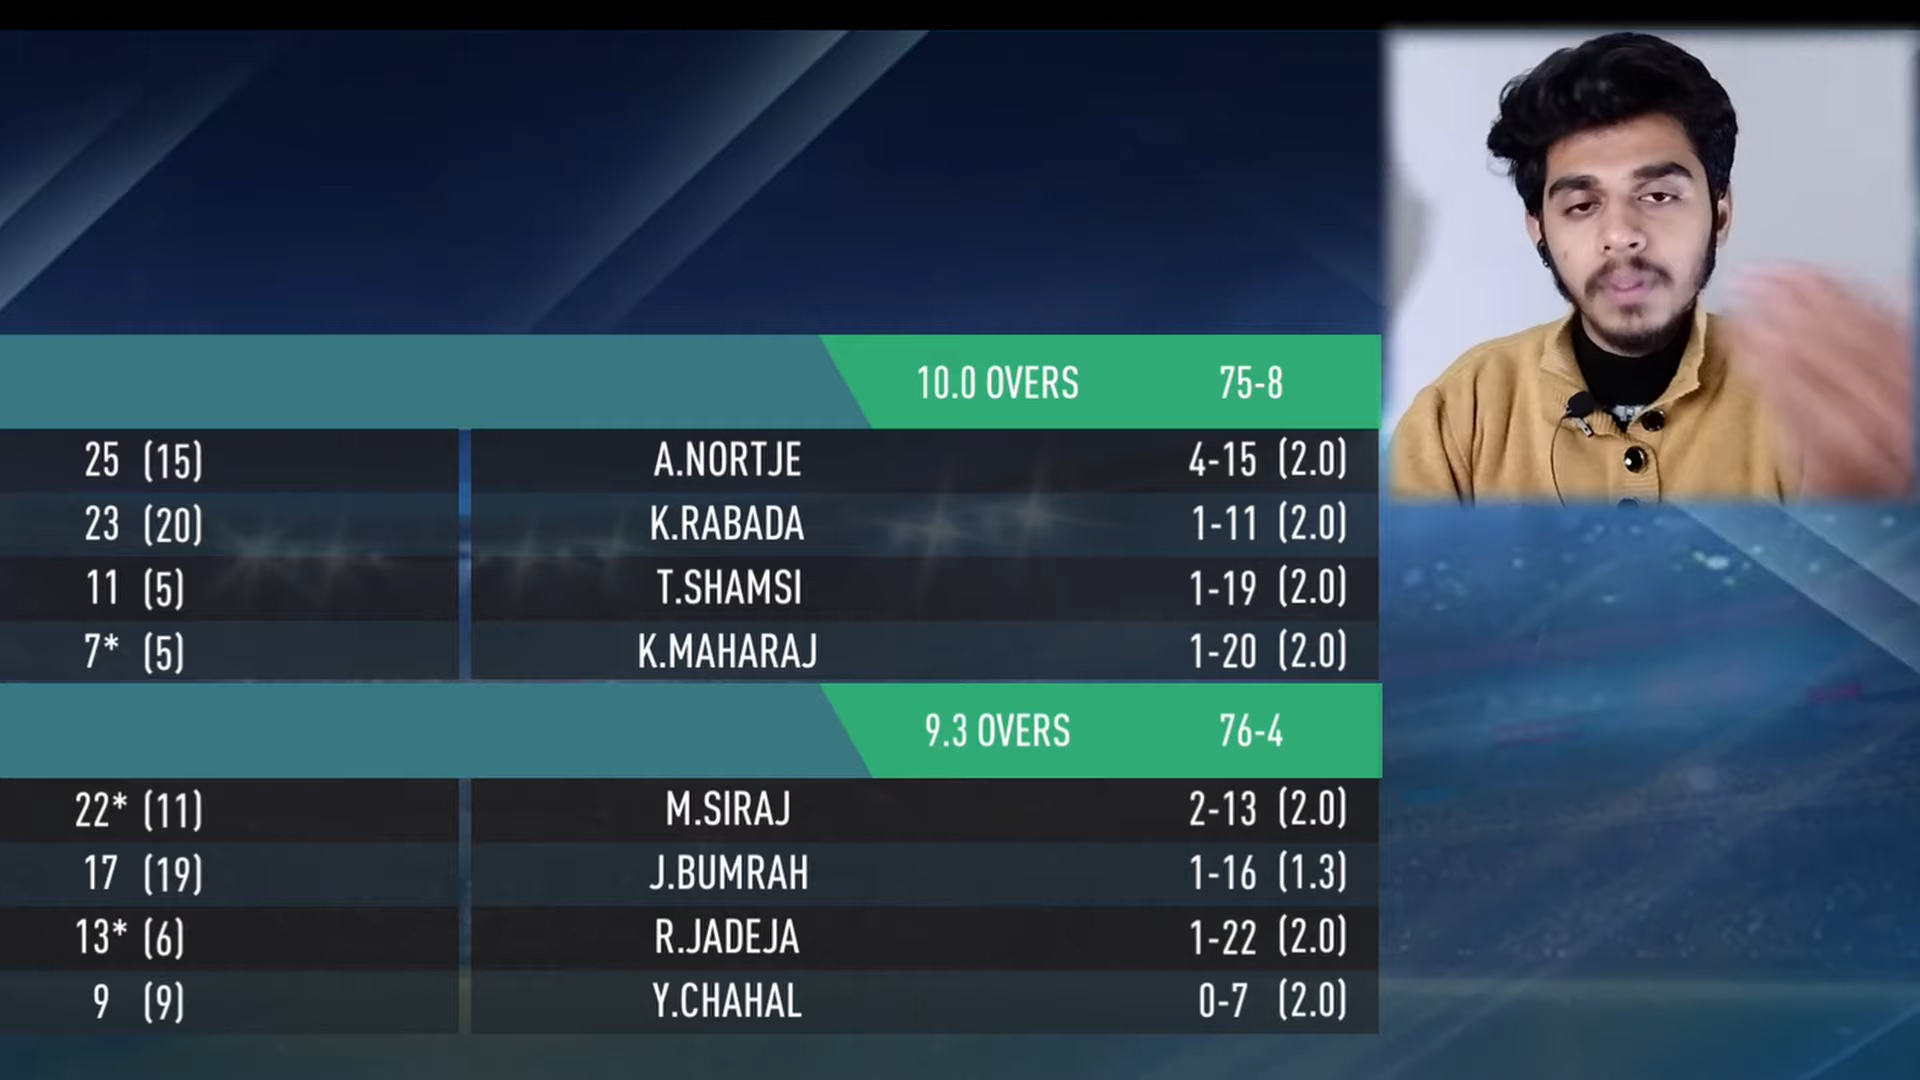 10.0 OVERS 75-8
25 (15) A.NORTJE 4-15 (2.0)
23 (20) K.RABADA 1-11 (2.0)
11 (5) T.SHAMSI 1-19 (2.0)
7* (5) K.MAHARAJ 1-20 (2.0)
9.3 OVERS 76-4
22* (11) M.SIRAJ 2-13 (2.0)
17 (19) J.BUMRAH 1-16 (1.3)
13* (6) R.JADEJA 1-22 (2.0)
9 (9) Y.CHAHAL 0-7 (2.0)